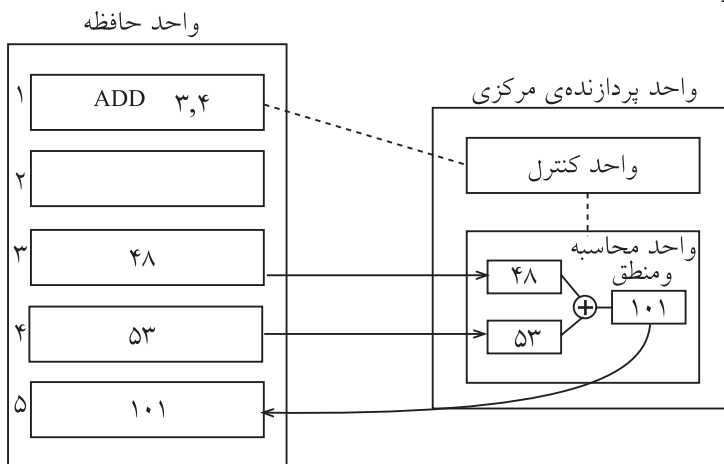 واحد حافظه
۱ ADD ۳,۴
۲
۳ ۴۸
۴ ۵۳
۵ ۱۰۱
واحد پردازنده‌ی مرکزی
واحد کنترل
واحد محاسبه
ومنطق
۴۸
+
۵۳
۱۰۱